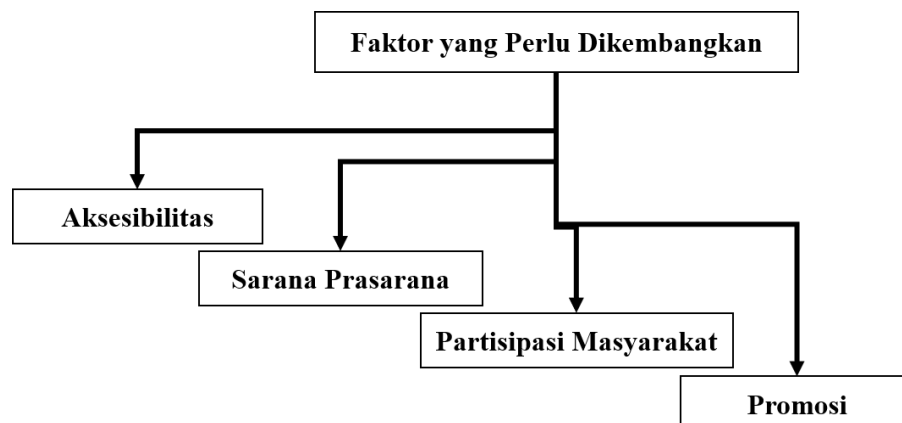 Faktor yang Perlu Dikembangkan
Aksesibilitas
Sarana Prasarana
Partisipasi Masyarakat
Promosi